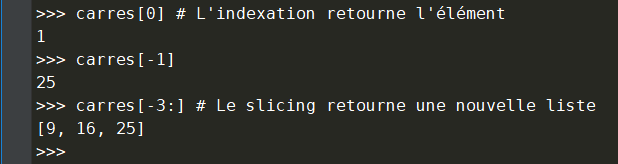 >>> carres[0] # L'indexation retourne l'élément
1
>>> carres[-1]
25
>>> carres[-3:] # Le slicing retourne une nouvelle liste
[9, 16, 25]
>>>